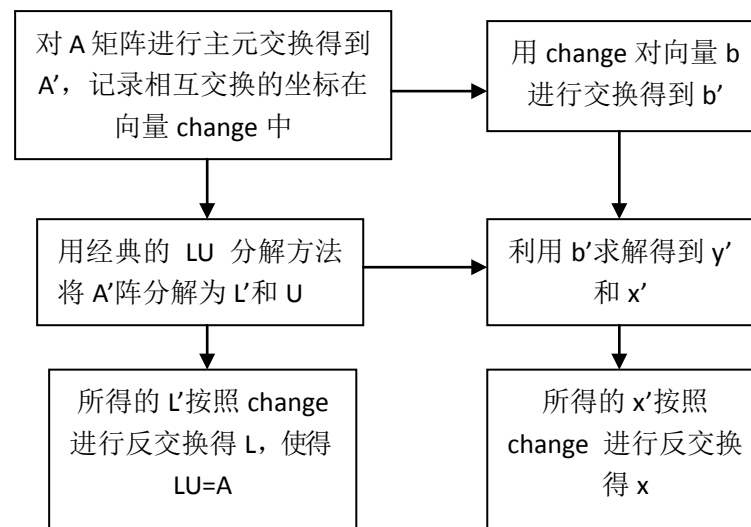 对 A 矩阵进行主元交换得到
A’，记录相互交换的坐标在
向量 change 中
用 change 对向量 b
进行交换得到 b’
用经典的 LU 分解方法
将 A’阵分解为 L’和 U
利用 b’求解得到 y’
和 x’
所得的 L’按照 change
进行反交换得 L，使得
LU=A
所得的 x’按照
change 进行反交换
得 x